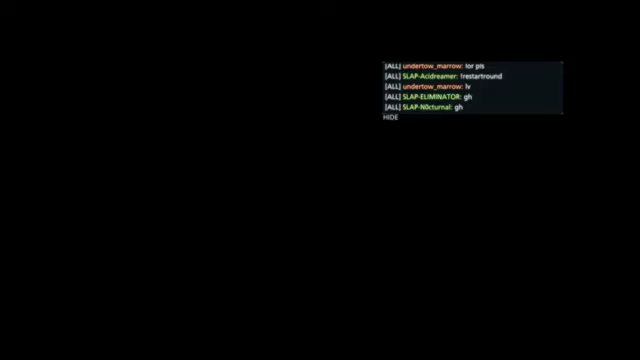 [ALL] undertow_marrow: lor pls
[ALL] SLAP-Acidreamer: !restartround
[ALL] undertow_marrow: lv
[ALL] SLAP-ELIMINATOR: gh
[ALL] SLAP-N0cturnal: gh
HIDE